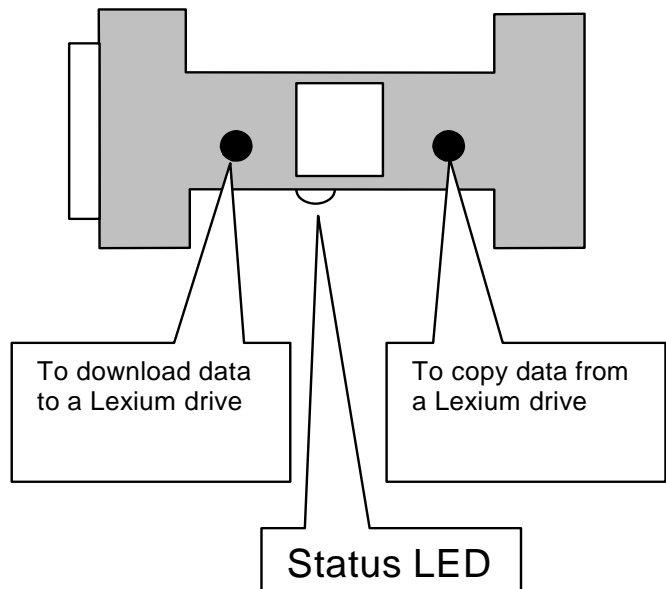 To download data
to a Lexium drive
To copy data from
a Lexium drive
Status LED